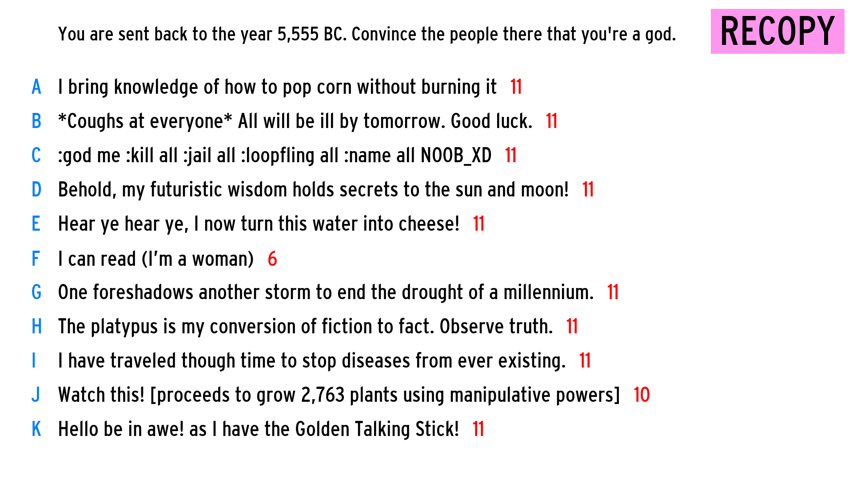 You are sent back to the year 5,555 BC. Convince the people there that you're a god.
RECOPY
A I bring knowledge of how to pop corn without burning it 11
B *Coughs at everyone* All will be ill by tomorrow. Good luck. 11
C :god me :kill all :jail all :loopfling all :name all N00B_XD 11
D Behold, my futuristic wisdom holds secrets to the sun and moon! 11
E Hear ye hear ye, I now turn this water into cheese! 11
F I can read (I'm a woman) 6
G One foreshadows another storm to end the drought of a millennium. 11
H The platypus is my conversion of fiction to fact. Observe truth. 11
I I have traveled though time to stop diseases from ever existing. 11
J Watch this! [proceeds to grow 2,763 plants using manipulative powers] 10
K Hello be in awe! as I have the Golden Talking Stick! 11